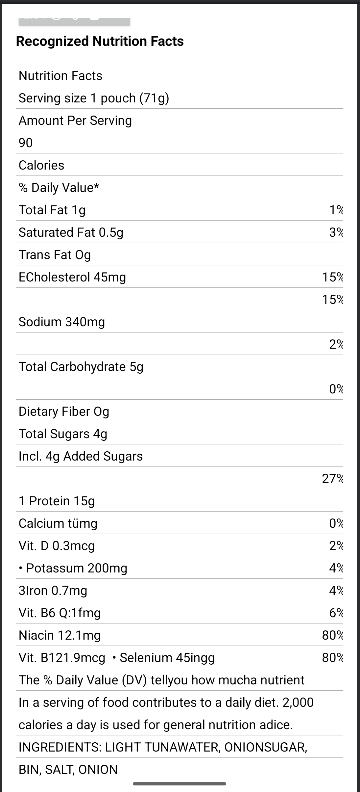 Recognized Nutrition Facts
Nutrition Facts
Serving size 1 pouch (71g)
Amount Per Serving
90
Calories
% Daily Value*
Total Fat 1g 1%
Saturated Fat 0.5g 3%
Trans Fat Og
ECholesterol 45mg 15%
15%
Sodium 340mg
2%
Total Carbohydrate 5g
0%
Dietary Fiber Og
Total Sugars 4g
Incl. 4g Added Sugars
27%
1 Protein 15g
Calcium tümg 0%
Vit. D 0.3mcg 2%
• Potassum 200mg 4%
3Iron 0.7mg 4%
Vit. B6 Q:1fmg 6%
Niacin 12.1mg 80%
Vit. B121.9mcg • Selenium 45ingg 80%
The % Daily Value (DV) tellyou how mucha nutrient
In a serving of food contributes to a daily diet. 2,000
calories a day is used for general nutrition adice.
INGREDIENTS: LIGHT TUNAWATER, ONIONSUGAR,
BIN, SALT, ONION